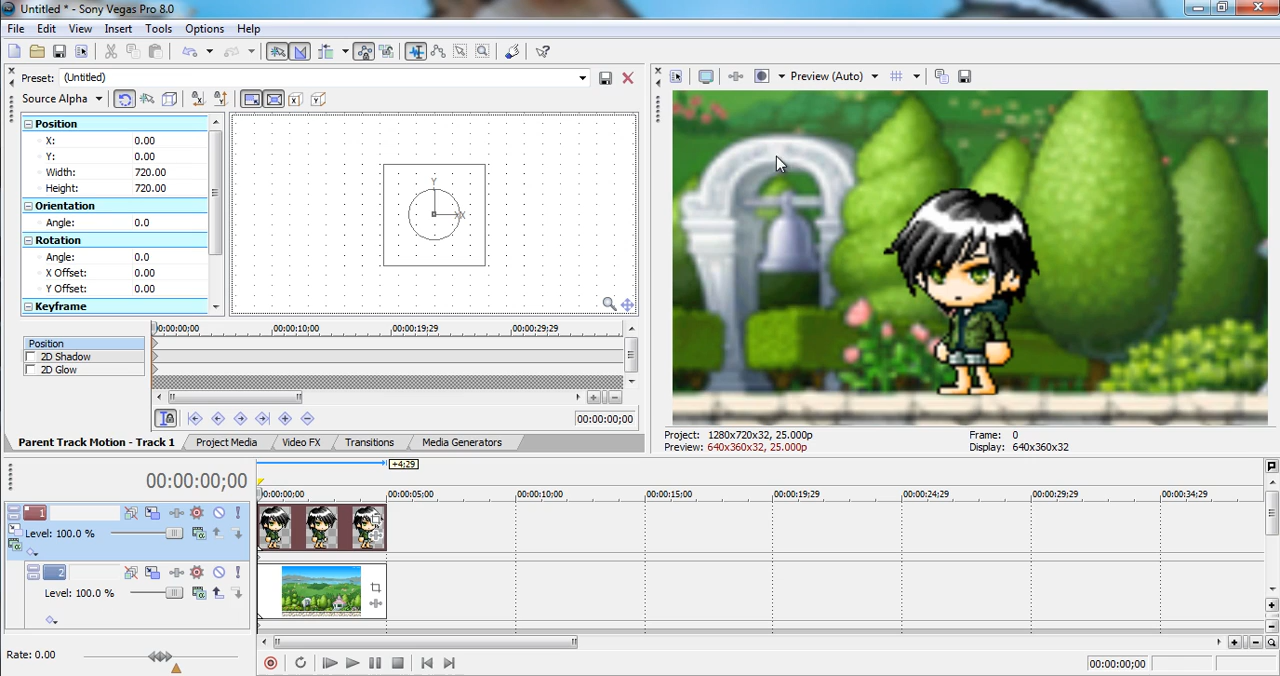 Untitled * - Sony Vegas Pro 8.0
File Edit View Insert Tools Options Help
Preset: (Untitled)
Source Alpha
Position
X: 0.00
Y: 0.00
Width: 720.00
Height: 720.00
Orientation
Angle: 0.0
Rotation
Angle: 0.0
X Offset: 0.00
Y Offset: 0.00
Keyframe
Y
X
00:00:00;00 00:00:10;00 00:00:19;29 00:00:29;29
Position
2D Shadow
2D Glow
00:00:00;00
Parent Track Motion - Track 1 Project Media Video FX Transitions Media Generators
Preview (Auto)
Project: 1280x720x32, 25.000p
Preview: 640x360x32, 25.000p
Frame: 0
Display: 640x360x32
00:00:00;00
+4;29
00:00:00;00 00:00:05;00 00:00:10;00 00:00:15;00 00:00:19;29 00:00:24;29 00:00:29;29 00:00:34;29
1
Level: 100.0 %
2
Level: 100.0 %
Rate: 0.00
00:00:00;00